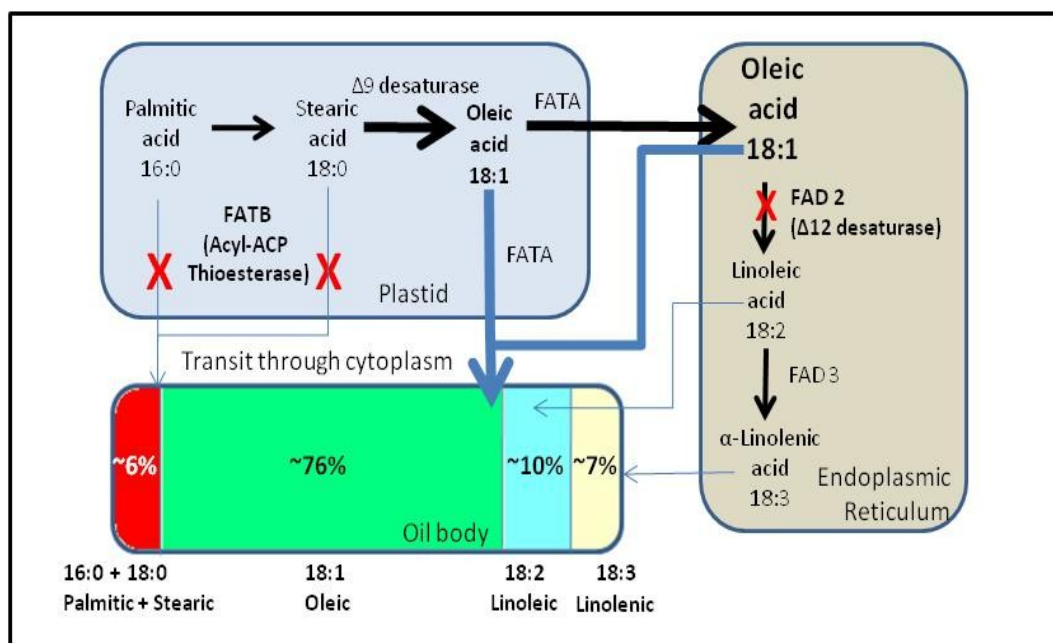 Palmitic
acid
16:0
Stearic
acid
18:0
Δ9 desaturase
Oleic
acid
18:1
FATA
FATB
(Acyl-ACP
Thioesterase)
X
X
FATA
Plastid
Oleic
acid
18:1
X
FAD 2
(Δ12 desaturase)
Linoleic
acid
18:2
FAD 3
α-Linolenic
acid
18:3
Endoplasmic
Reticulum
Transit through cytoplasm
~6%
~76%
~10%
~7%
Oil body
16:0 + 18:0
Palmitic + Stearic
18:1
Oleic
18:2
Linoleic
18:3
Linolenic